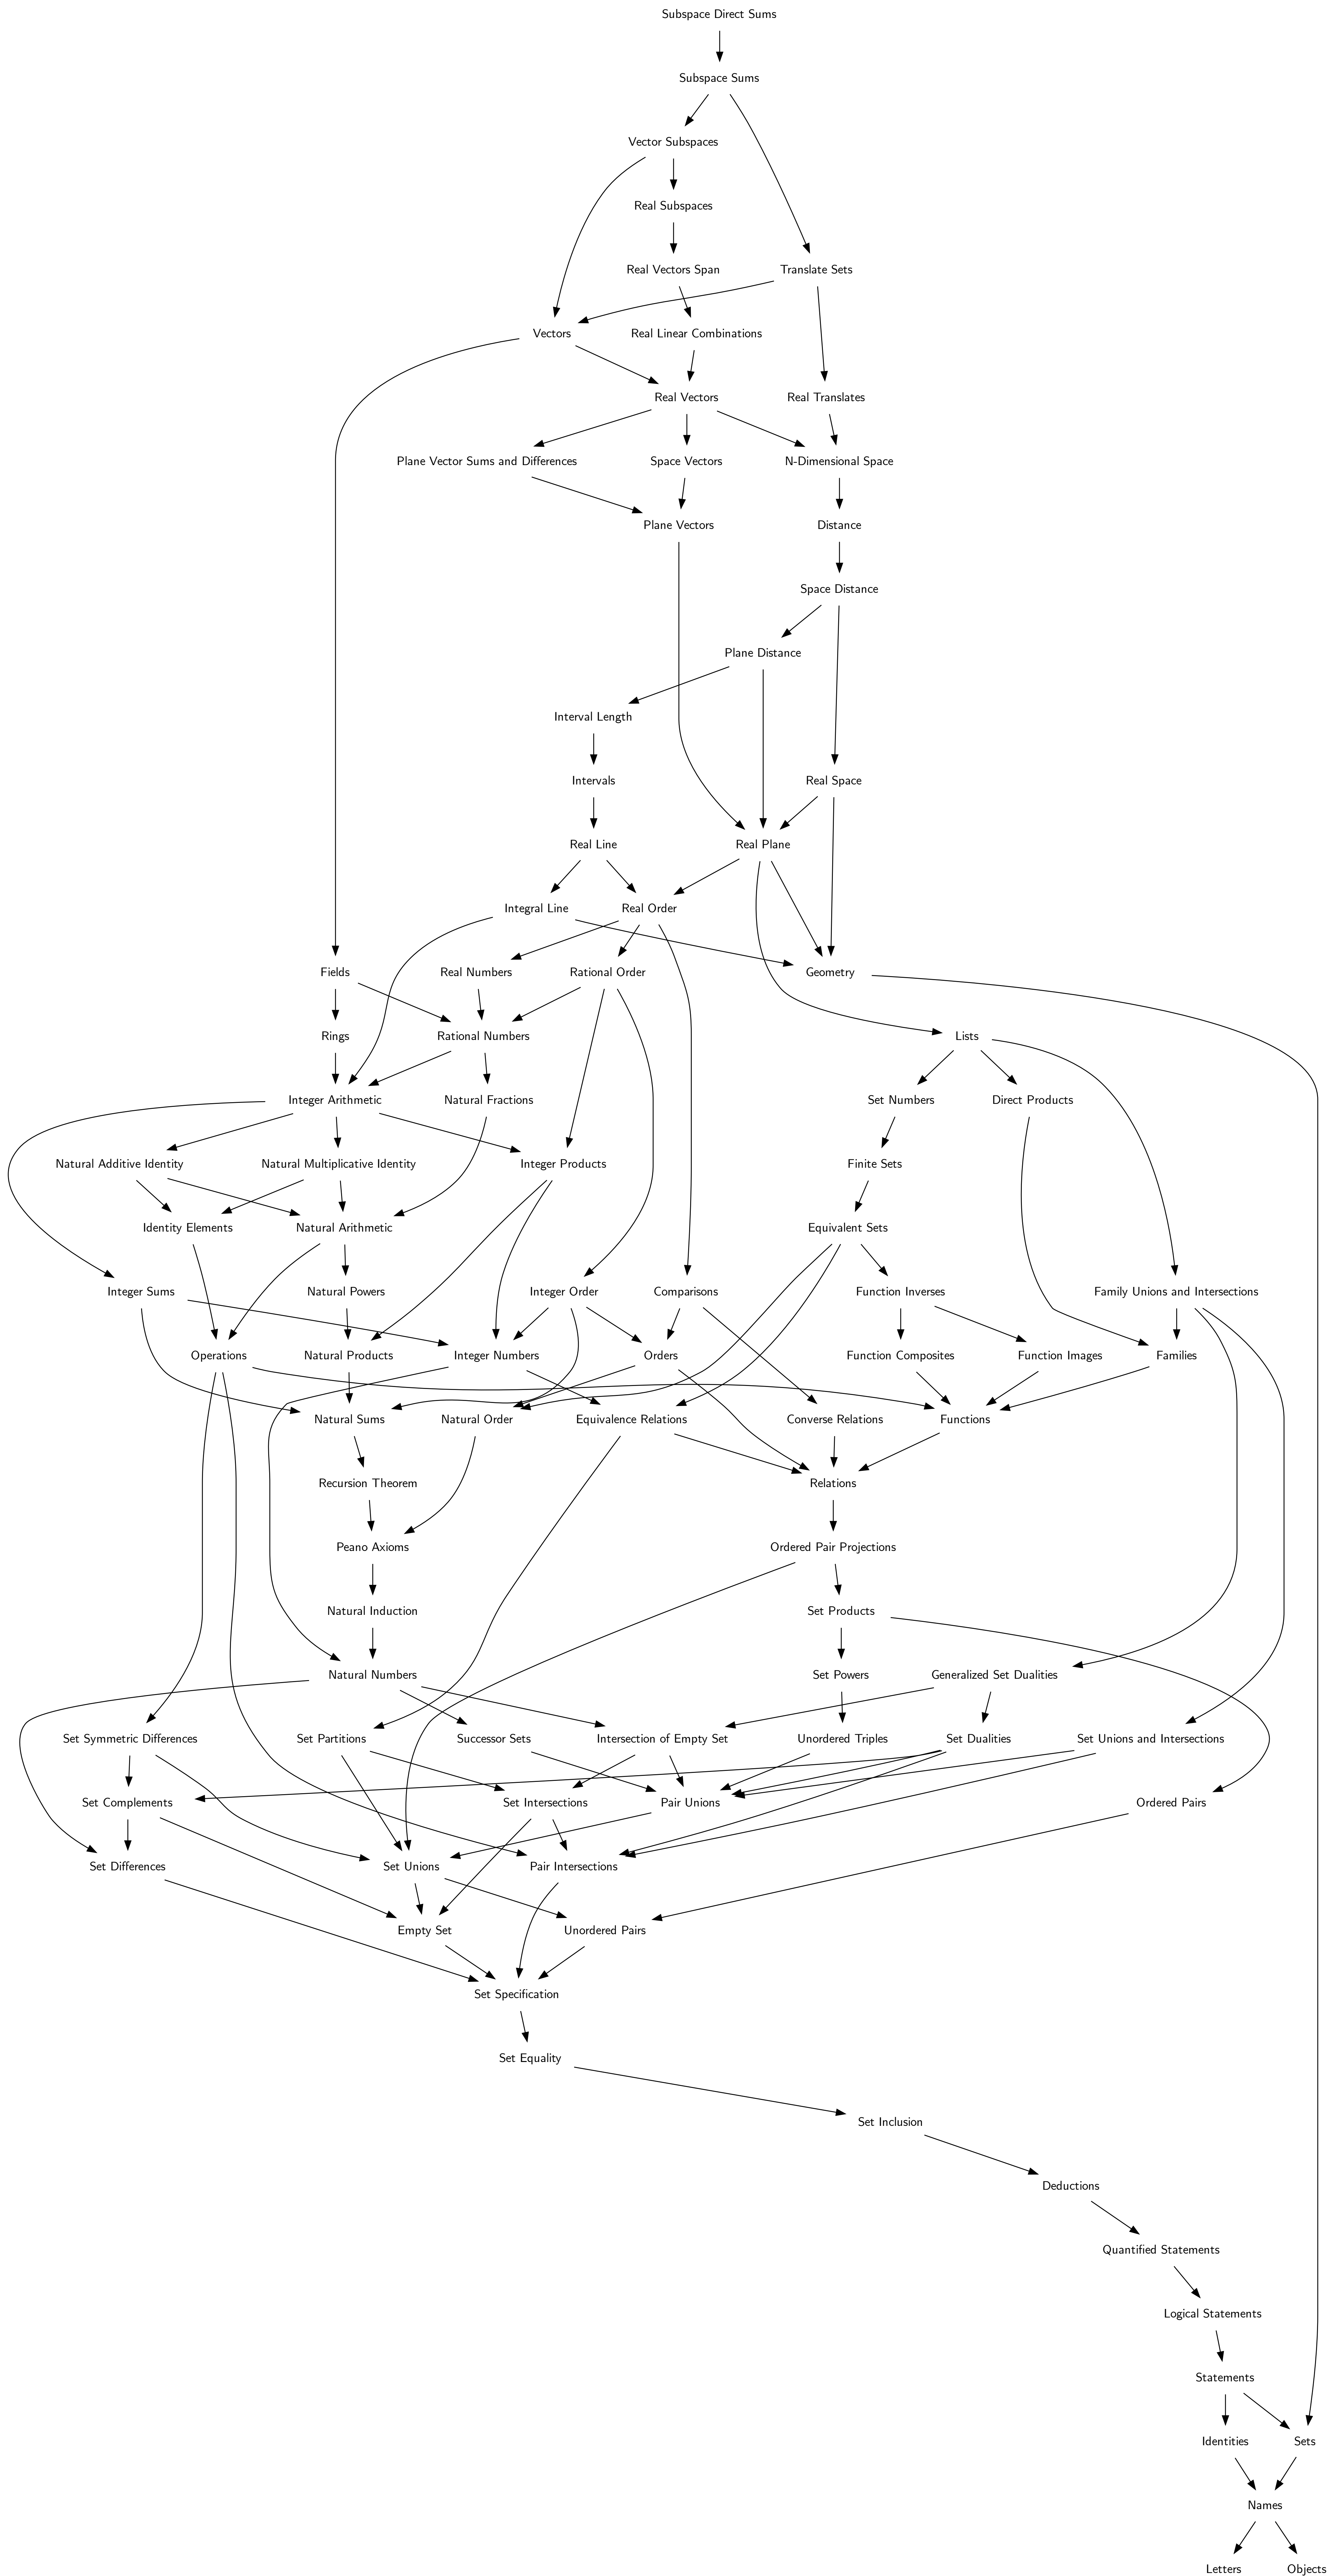 Subspace Direct Sums
Subspace Sums
Vector Subspaces
Real Subspaces
Real Vectors Span
Translate Sets
Vectors
Real Linear Combinations
Real Vectors
Real Translates
Plane Vector Sums and Differences
Space Vectors
N-Dimensional Space
Plane Vectors
Distance
Space Distance
Plane Distance
Interval Length
Intervals
Real Space
Real Line
Real Plane
Integral Line
Real Order
Fields
Real Numbers
Rational Order
Geometry
Rings
Rational Numbers
Lists
Integer Arithmetic
Natural Fractions
Set Numbers
Direct Products
Natural Additive Identity
Natural Multiplicative Identity
Integer Products
Finite Sets
Identity Elements
Natural Arithmetic
Equivalent Sets
Integer Sums
Natural Powers
Integer Order
Comparisons
Function Inverses
Family Unions and Intersections
Operations
Natural Products
Integer Numbers
Orders
Function Composites
Function Images
Families
Natural Sums
Natural Order
Equivalence Relations
Converse Relations
Functions
Recursion Theorem
Relations
Peano Axioms
Ordered Pair Projections
Natural Induction
Set Products
Natural Numbers
Set Powers
Generalized Set Dualities
Set Symmetric Differences
Set Partitions
Successor Sets
Intersection of Empty Set
Unordered Triples
Set Dualities
Set Unions and Intersections
Set Complements
Set Intersections
Pair Unions
Ordered Pairs
Set Differences
Set Unions
Pair Intersections
Empty Set
Unordered Pairs
Set Specification
Set Equality
Set Inclusion
Deductions
Quantified Statements
Logical Statements
Statements
Identities
Sets
Names
Letters
Objects